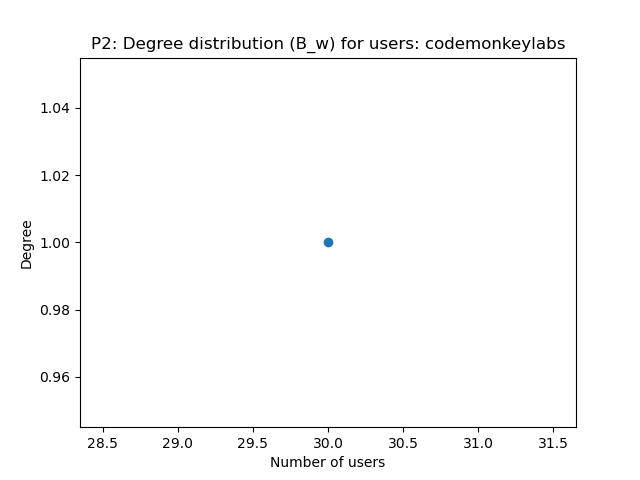 P2: Degree distribution (B_w) for users: codemonkeylabs
1.04
1.02
1.00
0.98
0.96
Degree
28.5 29.0 29.5 30.0 30.5 31.0 31.5
Number of users